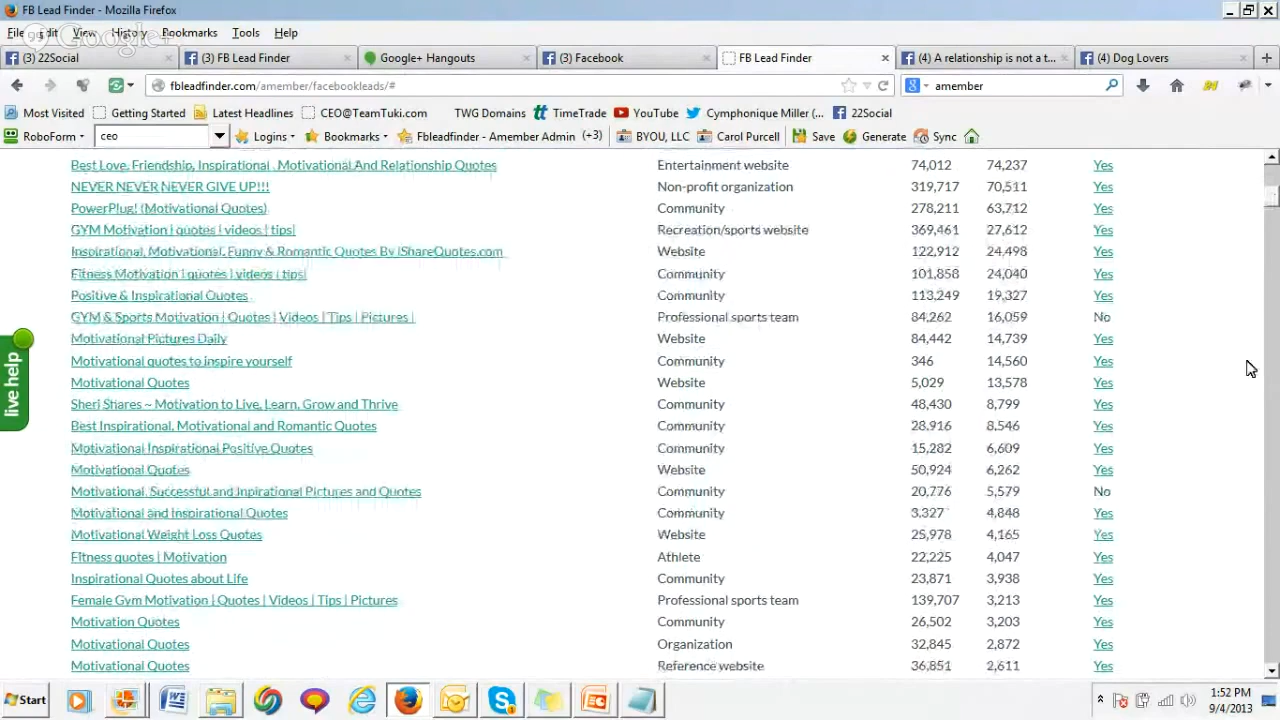 FB Lead Finder - Mozilla Firefox
File Edit View History Bookmarks Tools Help
Google+
(3) 22Social
(3) FB Lead Finder
Google+ Hangouts
(3) Facebook
FB Lead Finder
(4) A relationship is not a t...
(4) Dog Lovers
fbleadfinder.com/amember/facebookleads/#
amember
Most Visited Getting Started Latest Headlines CEO@TeamTuki.com TWG Domains TimeTrade YouTube Cymphonique Miller (... 22Social
RoboForm ceo Logins Bookmarks Fbleadfinder - Amember Admin (+3) BYOU, LLC Carol Purcell Save Generate Sync
Best Love, Friendship, Inspirational , Motivational And Relationship Quotes Entertainment website 74,012 74,237 Yes
NEVER NEVER NEVER GIVE UP!!! Non-profit organization 319,717 70,511 Yes
PowerPlug! (Motivational Quotes) Community 278,211 63,712 Yes
GYM Motivation | quotes | videos | tips| Recreation/sports website 369,461 27,612 Yes
Inspirational, Motivational, Funny & Romantic Quotes By IShareQuotes.com Website 122,912 24,498 Yes
Fitness Motivation | quotes | videos | tips| Community 101,858 24,040 Yes
Positive & Inspirational Quotes Community 113,249 19,327 Yes
GYM & Sports Motivation | Quotes | Videos | Tips | Pictures | Professional sports team 84,262 16,059 No
Motivational Pictures Daily Website 84,442 14,739 Yes
Motivational quotes to inspire yourself Community 346 14,560 Yes
Motivational Quotes Website 5,029 13,578 Yes
Sheri Shares ~ Motivation to Live, Learn, Grow and Thrive Community 48,430 8,799 Yes
Best Inspirational, Motivational and Romantic Quotes Community 28,916 8,546 Yes
Motivational Inspirational Positive Quotes Community 15,282 6,609 Yes
Motivational Quotes Website 50,924 6,262 Yes
Motivational, Successful and Inpirational Pictures and Quotes Community 20,776 5,579 No
Motivational and Inspirational Quotes Community 3,327 4,848 Yes
Motivational Weight Loss Quotes Website 25,978 4,165 Yes
Fitness quotes | Motivation Athlete 22,225 4,047 Yes
Inspirational Quotes about Life Community 23,871 3,938 Yes
Female Gym Motivation | Quotes | Videos | Tips | Pictures Professional sports team 139,707 3,213 Yes
Motivation Quotes Community 26,502 3,203 Yes
Motivational Quotes Organization 32,845 2,872 Yes
Motivational Quotes Reference website 36,851 2,611 Yes
live help
Start
1:52 PM
9/4/2013